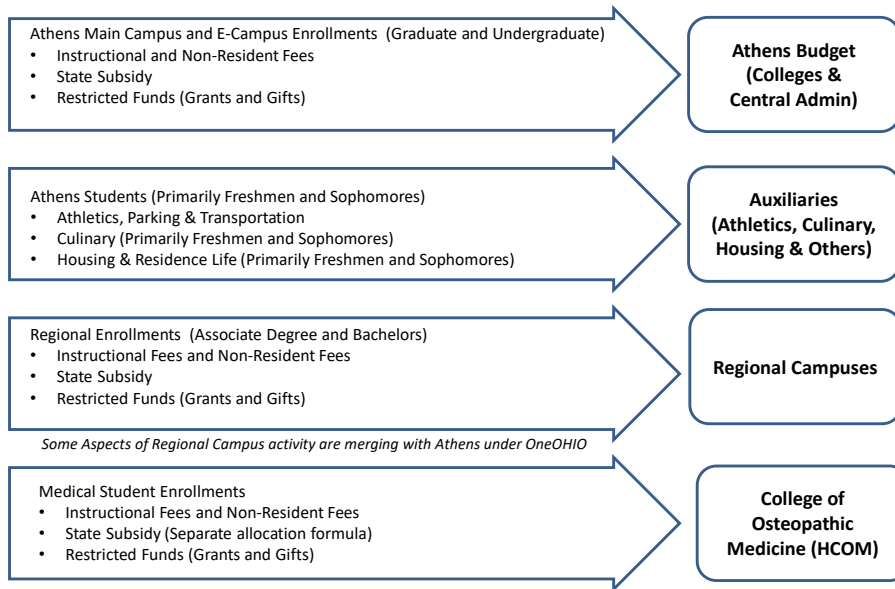 Athens Main Campus and E-Campus Enrollments  (Graduate and Undergraduate)
• Instructional and Non-Resident Fees
• State Subsidy
• Restricted Funds (Grants and Gifts)
Athens Budget
(Colleges &
Central Admin)
Athens Students (Primarily Freshmen and Sophomores)
• Athletics, Parking & Transportation
• Culinary (Primarily Freshmen and Sophomores)
• Housing & Residence Life (Primarily Freshmen and Sophomores)
Auxiliaries
(Athletics, Culinary,
Housing & Others)
Regional Enrollments  (Associate Degree and Bachelors)
• Instructional Fees and Non-Resident Fees
• State Subsidy
• Restricted Funds (Grants and Gifts)
Regional Campuses
Some Aspects of Regional Campus activity are merging with Athens under OneOHIO
Medical Student Enrollments
• Instructional Fees and Non-Resident Fees
• State Subsidy (Separate allocation formula)
• Restricted Funds (Grants and Gifts)
College of
Osteopathic
Medicine (HCOM)